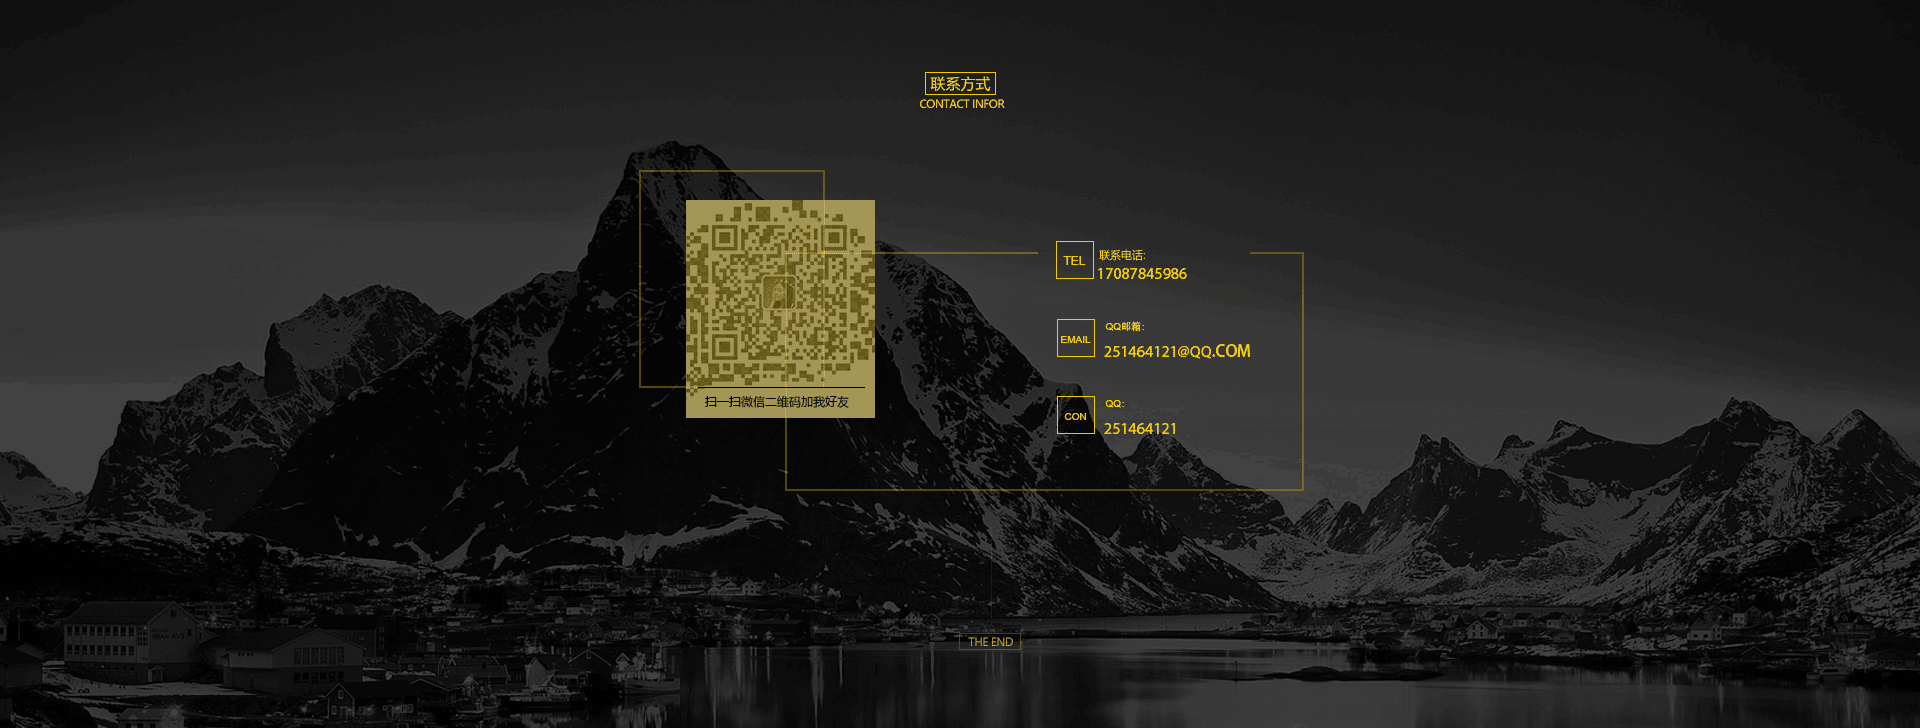 联系方式
CONTACT INFOR
扫一扫微信二维码加我好友
TEL
联系电话:
17087845986
EMAIL
QQ邮箱:
251464121@QQ.COM
CON
QQ:
251464121
THE END